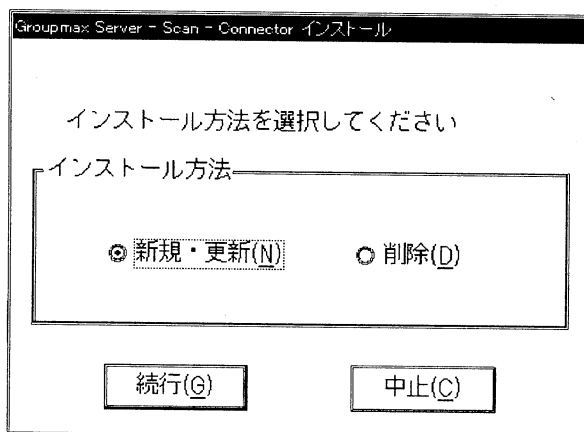 Groupmax Server - Scan - Connector インストール
インストール方法を選択してください
インストール方法
新規・更新(N)
削除(D)
続行(G)
中止(C)